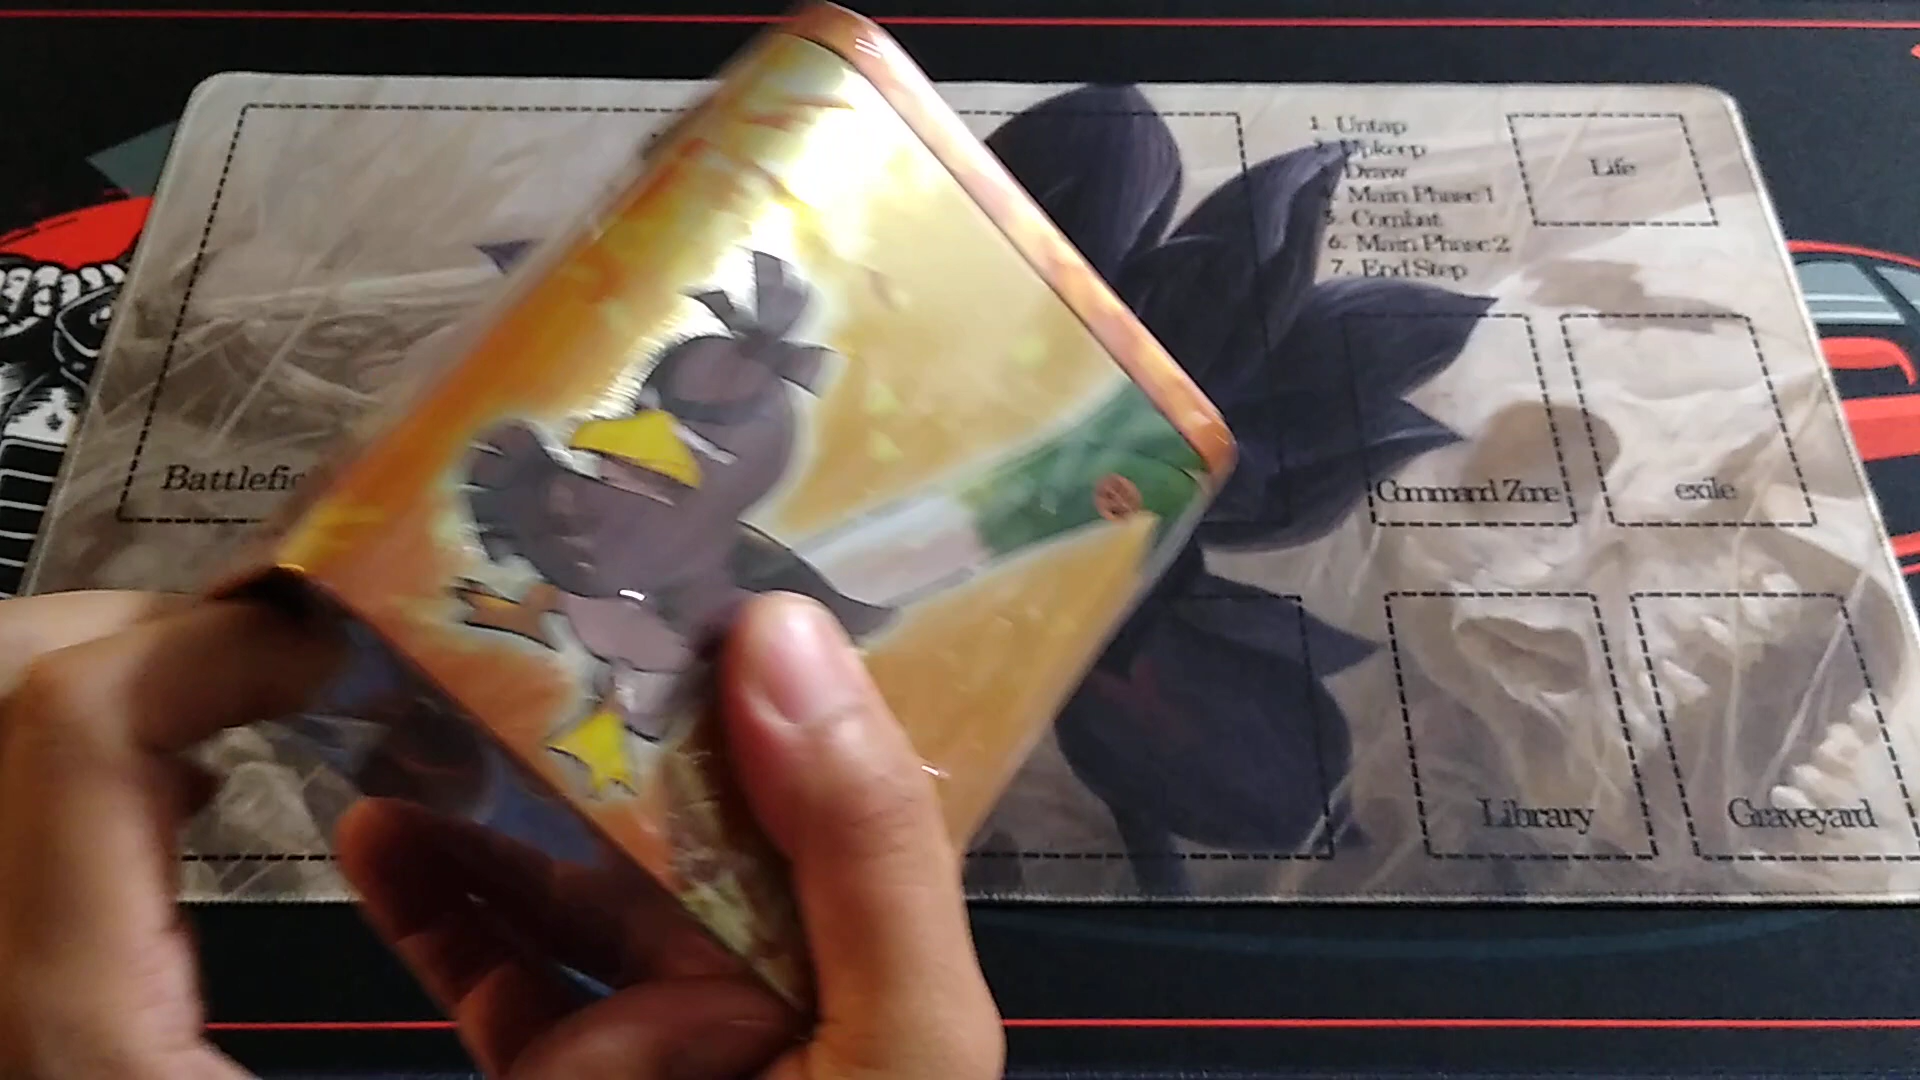 1. Untap
Upkeep
Draw
Main Phase 1
5. Combat
6. Main Phase 2
7. End Step
Life
Command Zone
exile
Library
Graveyard